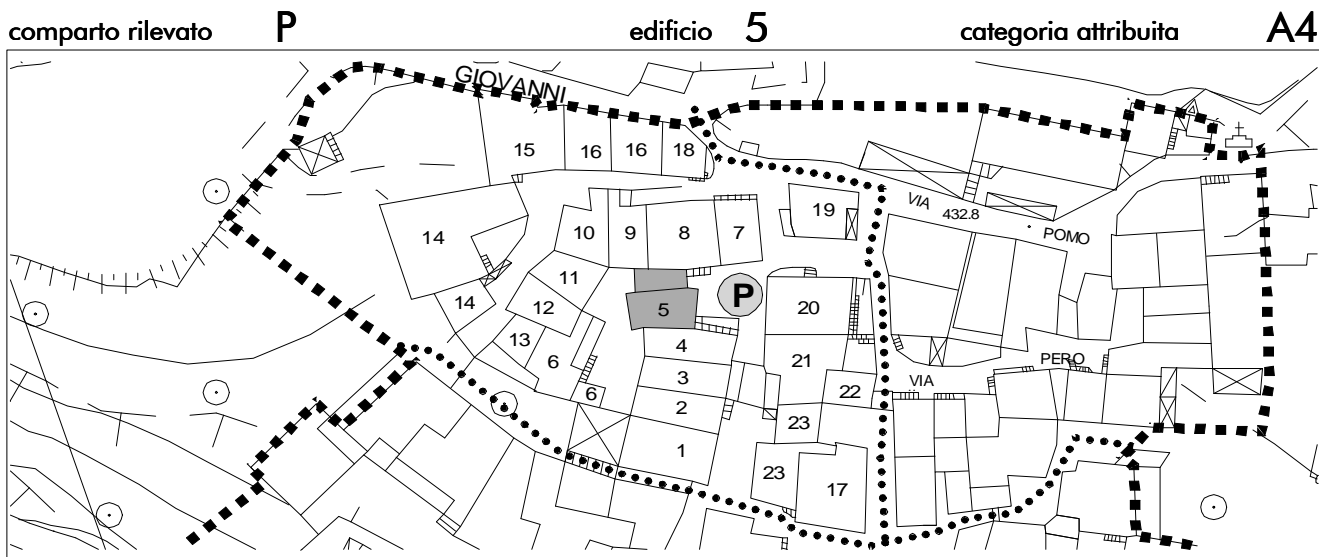 comparto rilevato P edificio 5 categoria attribuita A4
GIOVANNI
15 16 16 18
VIA 432.8 POMO
14 10 9 8 7 19
11
14 12 5 P 20
13 6 4 21 PERO
3 VIA
6 2 22
23
1
23 17